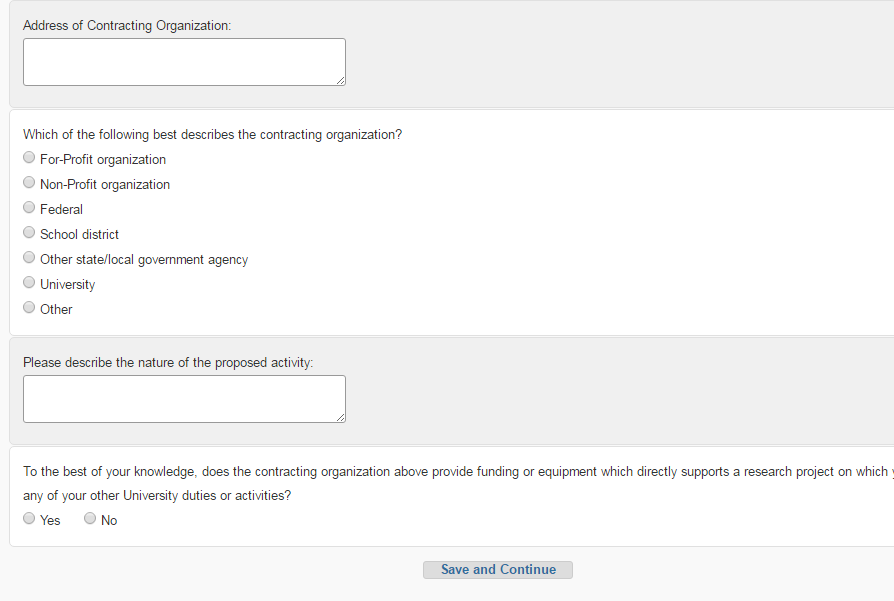 Address of Contracting Organization:
Which of the following best describes the contracting organization?
For-Profit organization
Non-Profit organization
Federal
School district
Other state/local government agency
University
Other
Please describe the nature of the proposed activity:
To the best of your knowledge, does the contracting organization above provide funding or equipment which directly supports a research project on which
any of your other University duties or activities?
Yes No
Save and Continue